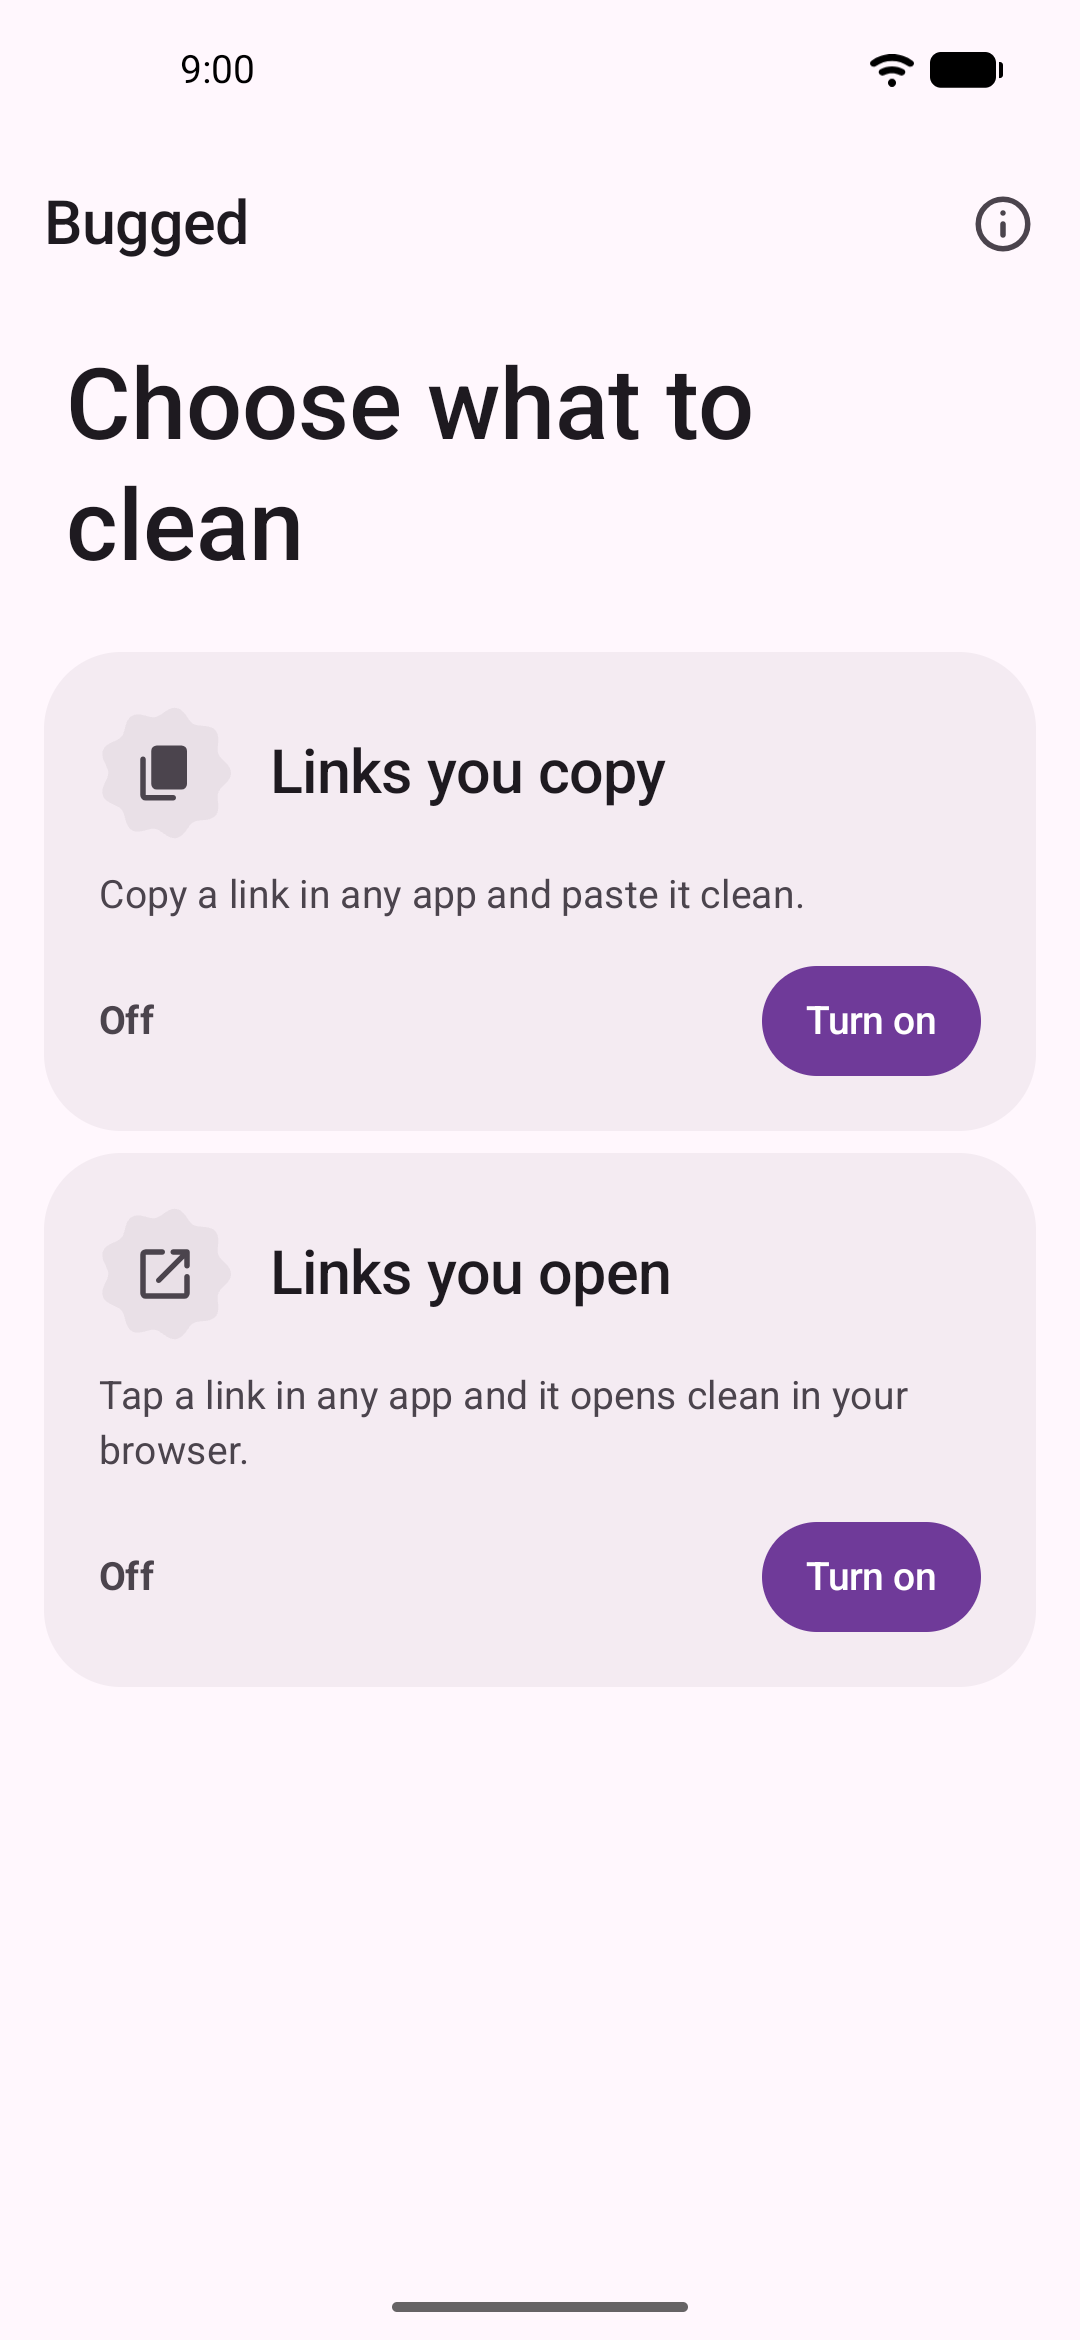 9:00
Bugged
Choose what to
clean
Links you copy
Copy a link in any app and paste it clean.
Off
Turn on
Links you open
Tap a link in any app and it opens clean in your
browser.
Off
Turn on